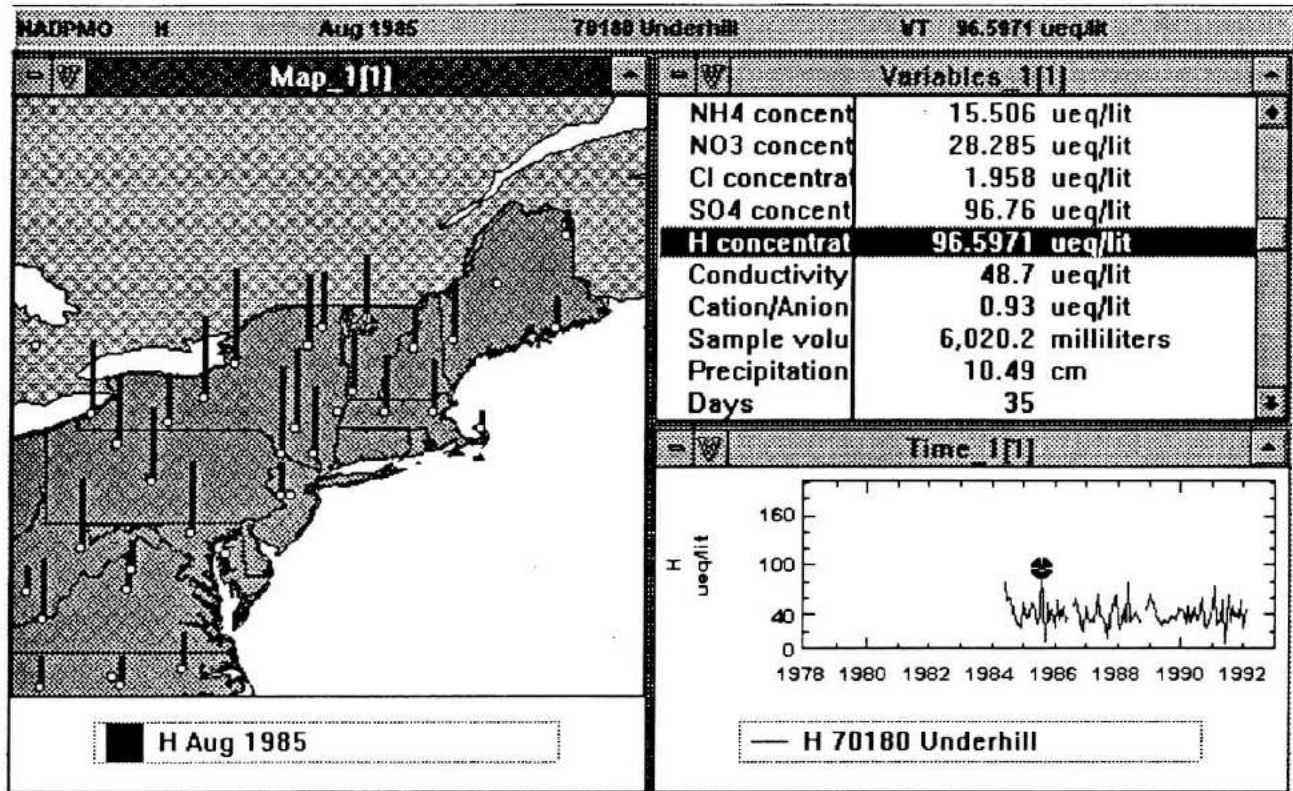 NADPMO H Aug 1985 70180 Underhill VT 96.5971 ueq/lit
Map_1[1]
H Aug 1985
Variables_1[1]
NH4 concent 15.506 ueq/lit
NO3 concent 28.285 ueq/lit
Cl concentrat 1.958 ueq/lit
SO4 concent 96.76 ueq/lit
H concentrat 96.5971 ueq/lit
Conductivity 48.7 ueq/lit
Cation/Anion 0.93 ueq/lit
Sample volu 6,020.2 milliliters
Precipitation 10.49 cm
Days 35
Time_1[1]
H
ueq/lit
160
100
40
0
1978 1980 1982 1984 1986 1988 1990 1992
H 70180 Underhill